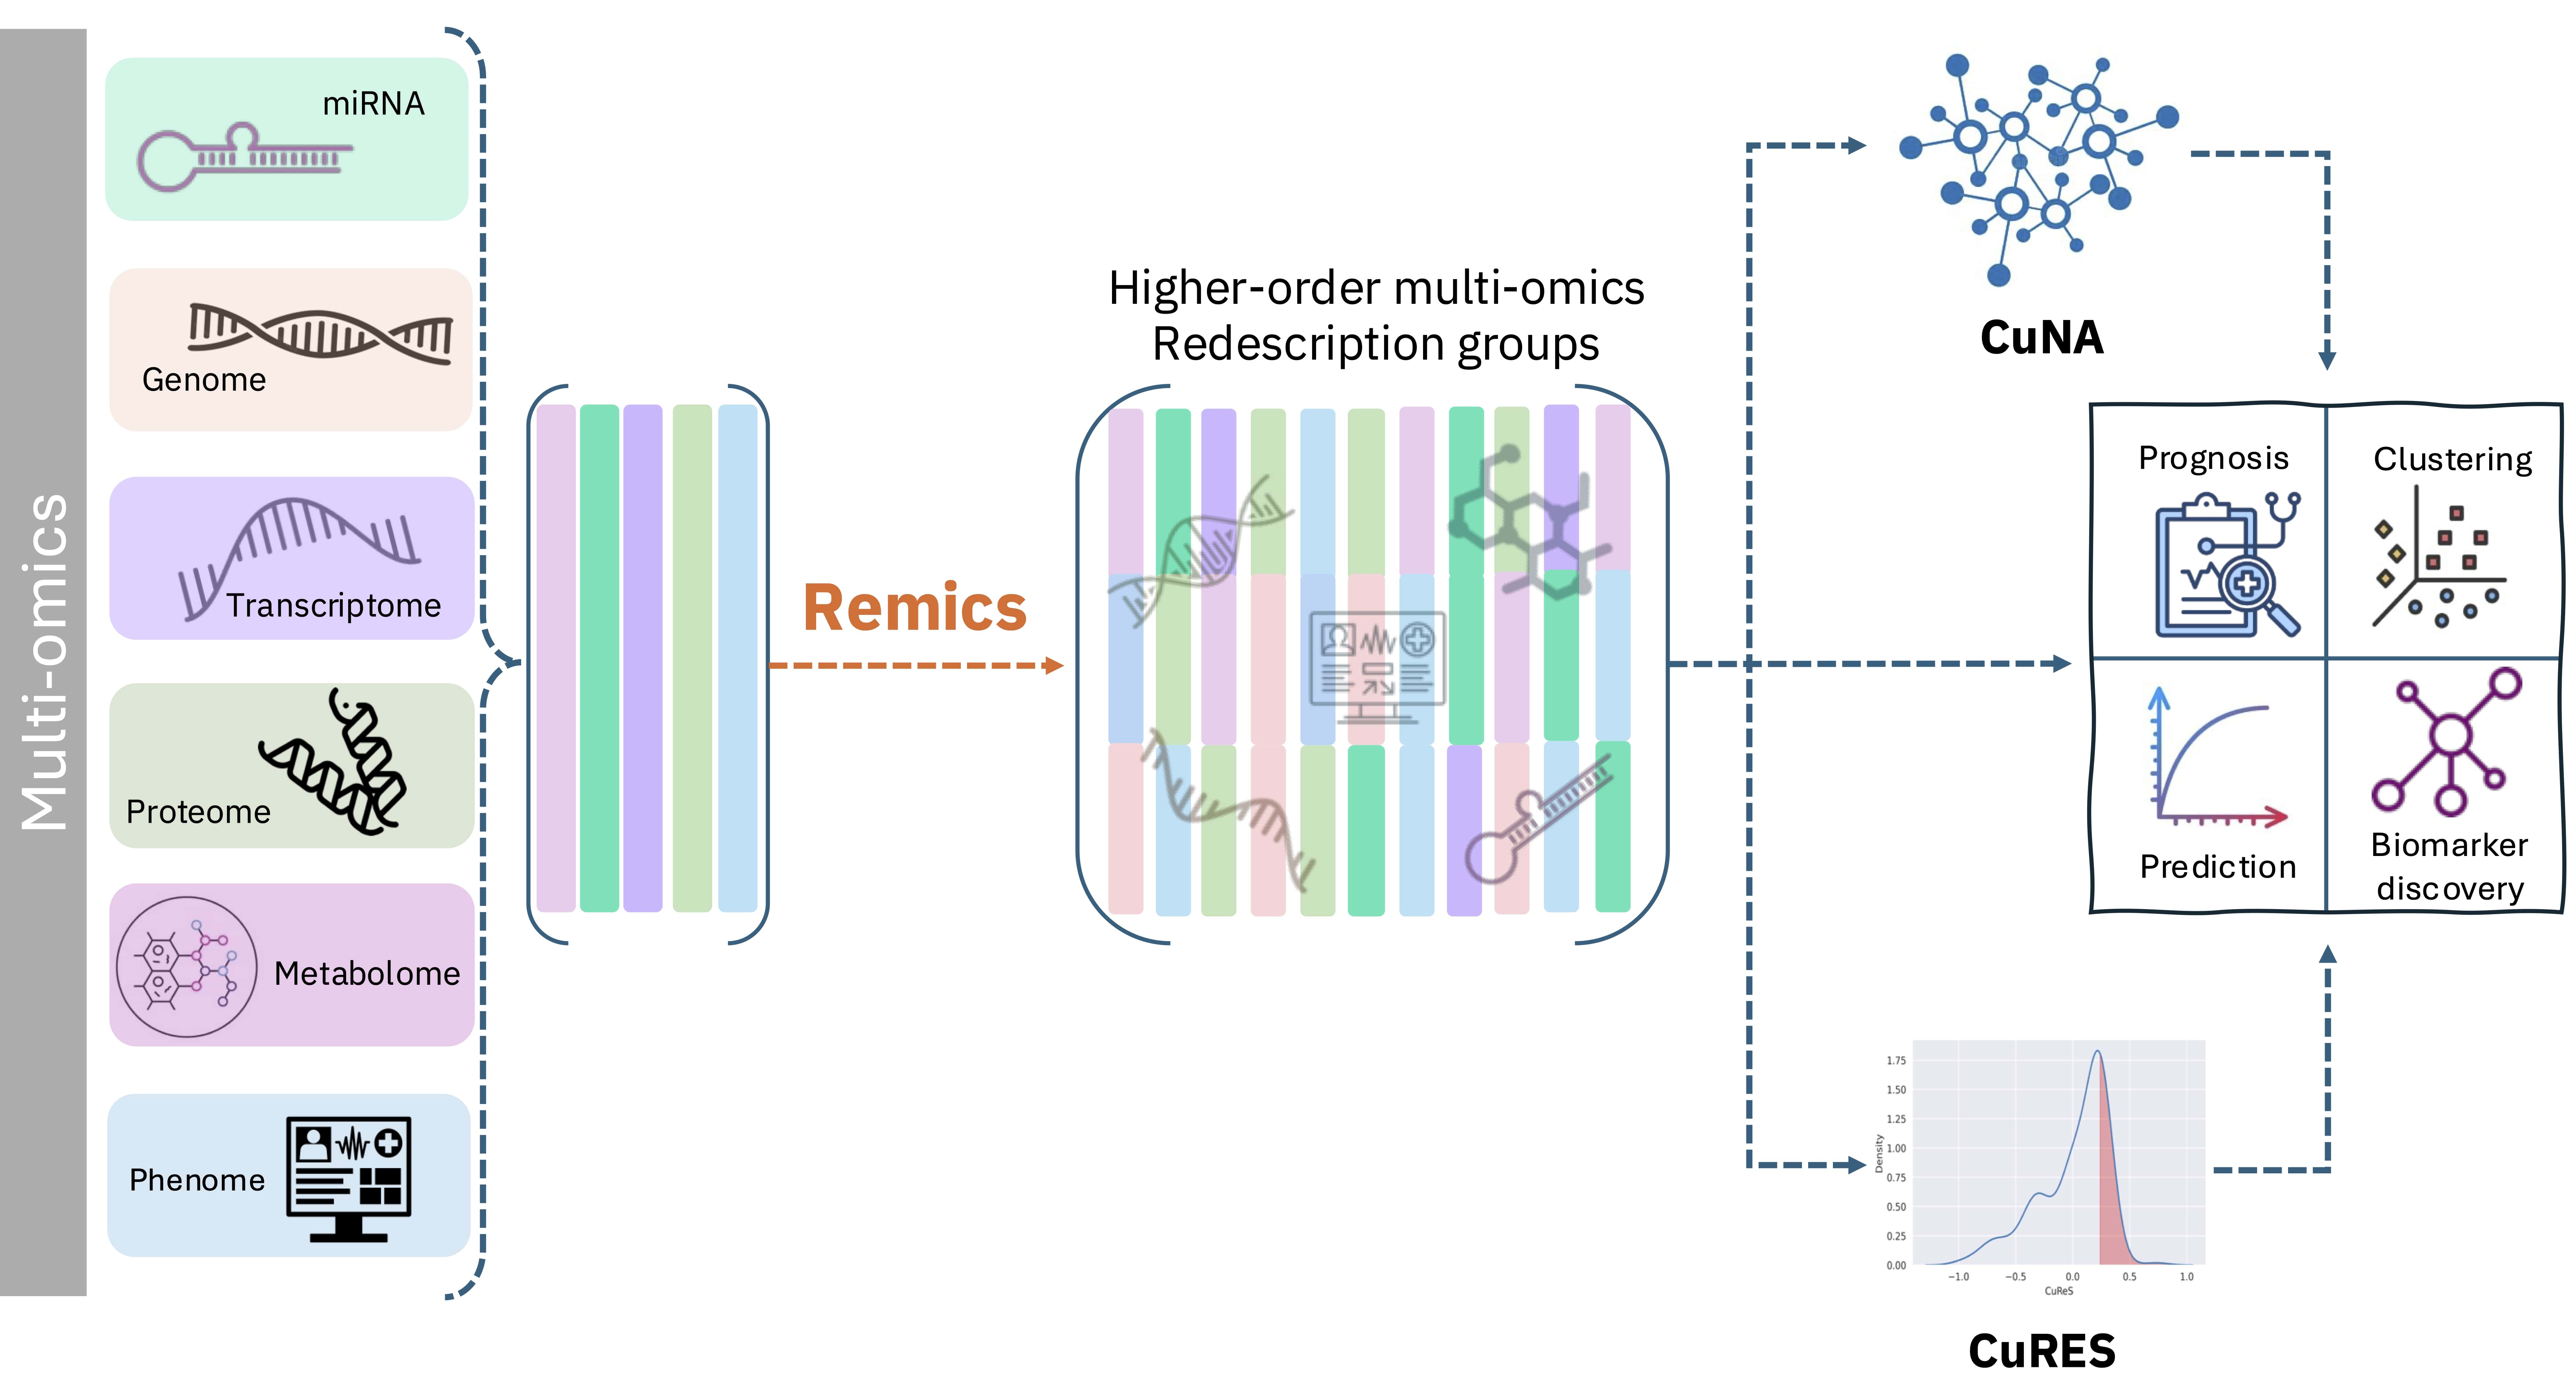 Multi-omics
miRNA
Genome
Transcriptome
Proteome
Metabolome
Phenome
Remics
Higher-order multi-omics
Redescription groups
CuNA
Prognosis
Clustering
Prediction
Biomarker
discovery
Density
1.75
1.50
1.25
1.00
0.75
0.50
0.25
0.00
−1.0
−0.5
0.0
0.5
1.0
CuReS
CuRES